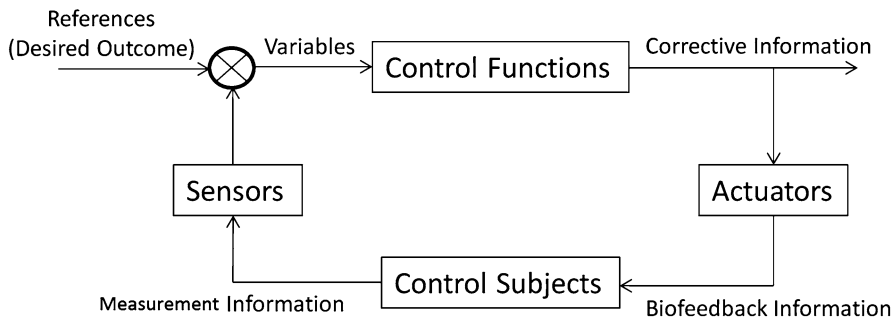 References
(Desired Outcome)
Variables
Control Functions
Corrective Information
Sensors
Actuators
Control Subjects
Measurement Information
Biofeedback Information